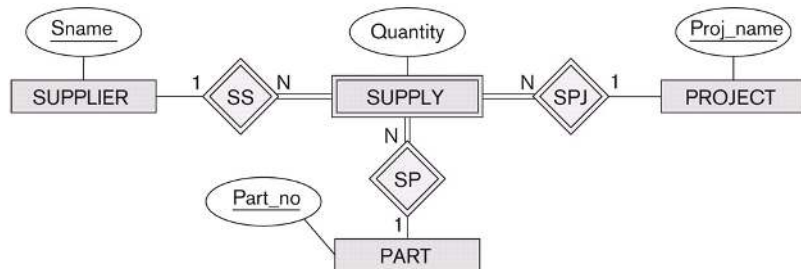 Sname
Quantity
Proj_name
SUPPLIER 1 SS N SUPPLY N SPJ 1 PROJECT
N
SP
Part_no
1
PART